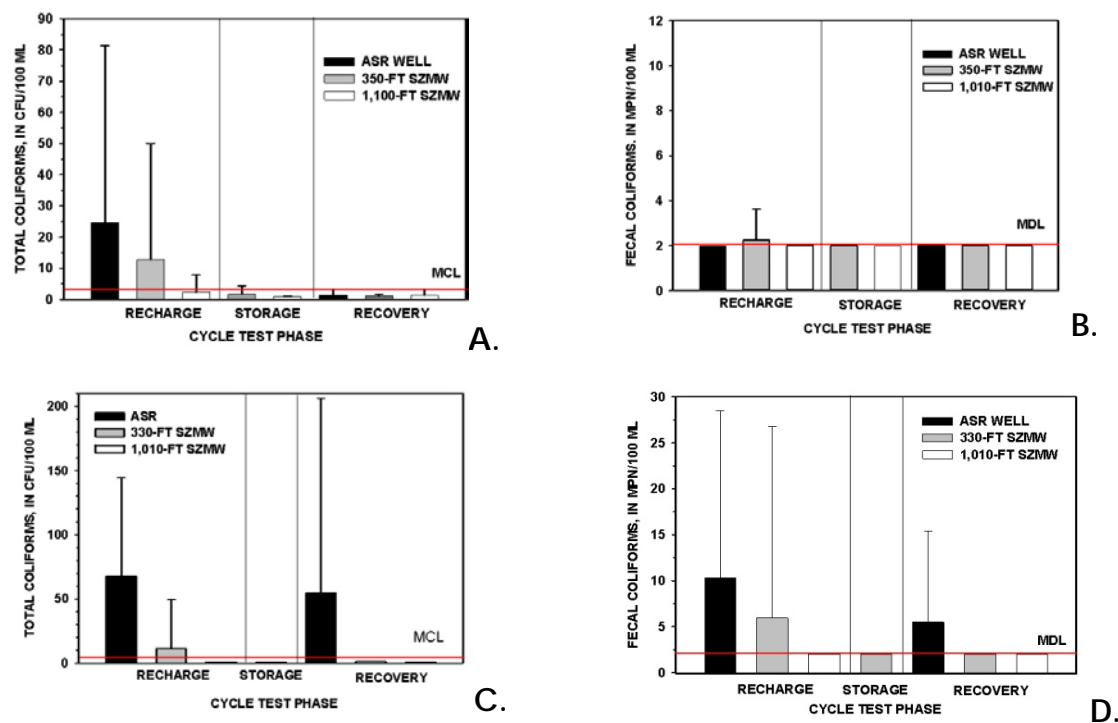 TOTAL COLIFORMS, IN CFU/100 ML
90
80
70
60
50
40
30
20
10
0
ASR WELL
350-FT SZMW
1,100-FT SZMW
MCL
RECHARGE STORAGE RECOVERY
CYCLE TEST PHASE
A.
FECAL COLIFORMS. IN MPN/100 ML
12
10
8
6
4
2
0
ASR WELL
350-FT SZMW
1,010-FT SZMW
MDL
RECHARGE STORAGE RECOVERY
CYCLE TEST PHASE
B.
TOTAL COLIFORMS, IN CFU/100 ML
200
150
100
50
0
ASR
330-FT SZMW
1,010-FT SZMW
MCL
RECHARGE STORAGE RECOVERY
CYCLE TEST PHASE
C.
FECAL COLIFORMS, IN MPN/100 ML
30
25
20
15
10
5
0
ASR WELL
330-FT SZMW
1,010-FT SZMW
MDL
RECHARGE STORAGE RECOVERY
CYCLE TEST PHASE
D.